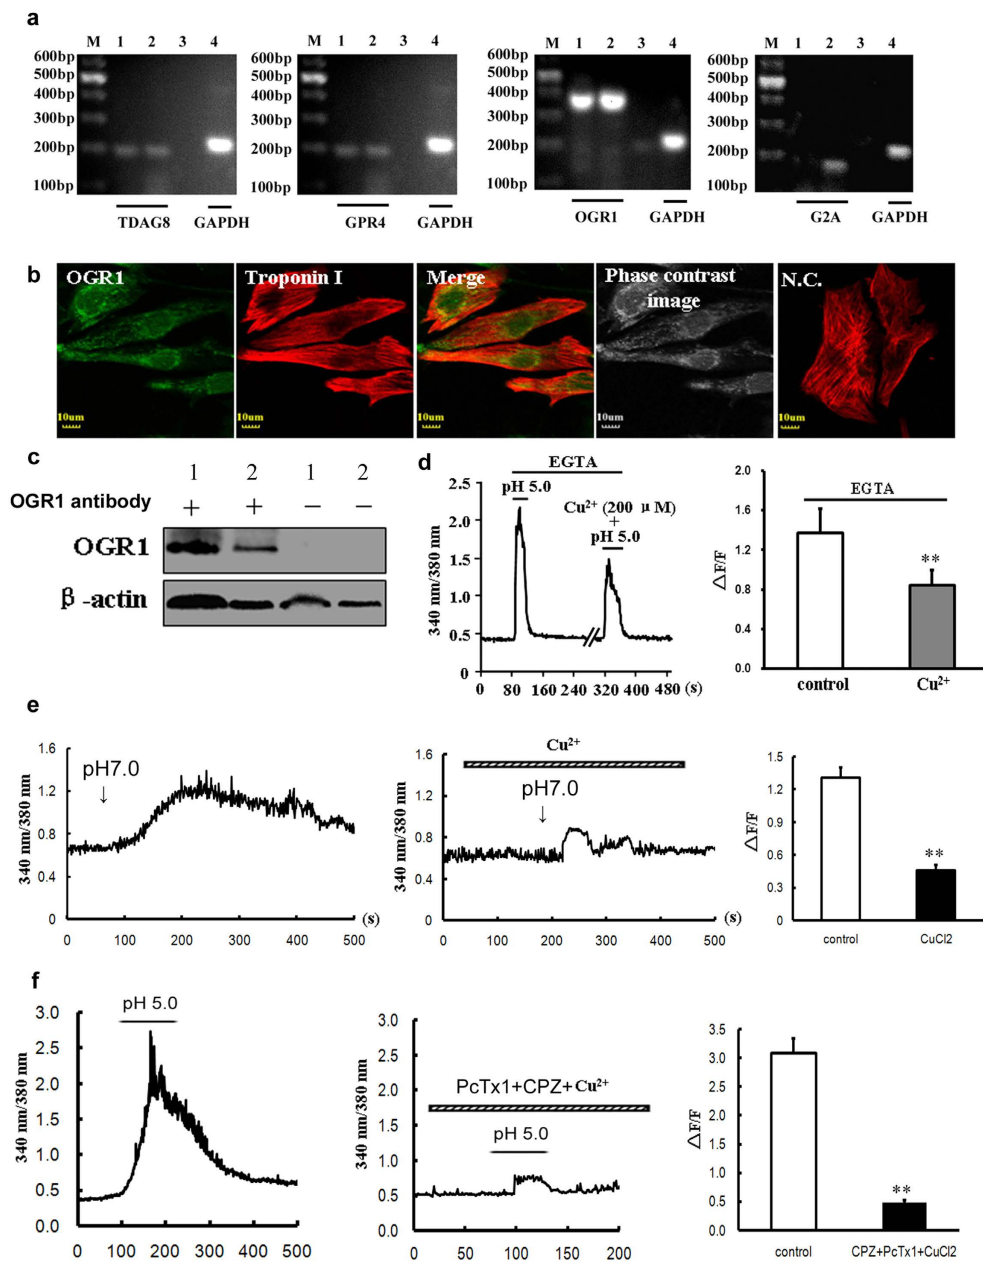 a
M 1 2 3 4
600bp
500bp
400bp
300bp
200bp
100bp
TDAG8 GAPDH
M 1 2 3 4
600bp
500bp
400bp
300bp
200bp
100bp
GPR4 GAPDH
M 1 2 3 4
600bp
500bp
400bp
300bp
200bp
100bp
OGR1 GAPDH
M 1 2 3 4
600bp
500bp
400bp
300bp
200bp
100bp
G2A GAPDH
b
OGR1
10um
Troponin I
10um
Merge
10um
Phase contrast
image
10um
N.C.
10um
c
1 2 1 2
OGR1 antibody + + − −
OGR1
β-actin
d
EGTA
pH 5.0
Cu²⁺ (200 μM)
+
pH 5.0
340 nm/380 nm
2.5
2.0
1.5
1.0
0.5
0
0 80 160 240 320 400 480 (s)
EGTA
△F/F
2.0
1.6
1.2
0.8
0.4
0.0
**
control Cu²⁺
e
pH7.0
↓
340 nm/380 nm
1.6
1.2
0.8
0.4
0
(s)
0 100 200 300 400 500
Cu²⁺
pH7.0
↓
340 nm/380 nm
1.6
1.2
0.8
0.4
0
(s)
0 100 200 300 400 500
△F/F
1.5
1.2
0.9
0.6
0.3
0
**
control CuCl2
f
pH 5.0
340 nm/380 nm
3.0
2.5
2.0
1.5
1.0
0.5
0.0
0 100 200 300 400 500
PcTx1+CPZ+Cu²⁺
pH 5.0
340 nm/380 nm
3.0
2.5
2.0
1.5
1.0
0.5
0.0
0 50 100 150 200
△F/F
3.5
3.0
2.5
2.0
1.5
1.0
0.5
0.0
**
control CPZ+PcTx1+CuCl2